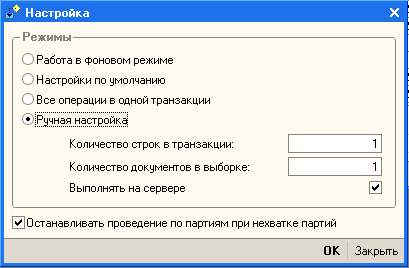 Настройка
Режимы
Работа в фоновом режиме
Настройки по умолчанию
Все операции в одной транзакции
Ручная настройка
Количество строк в транзакции: 1
Количество документов в выборке: 1
Выполнять на сервере
Останавливать проведение по партиям при нехватке партий
OK Закрыть